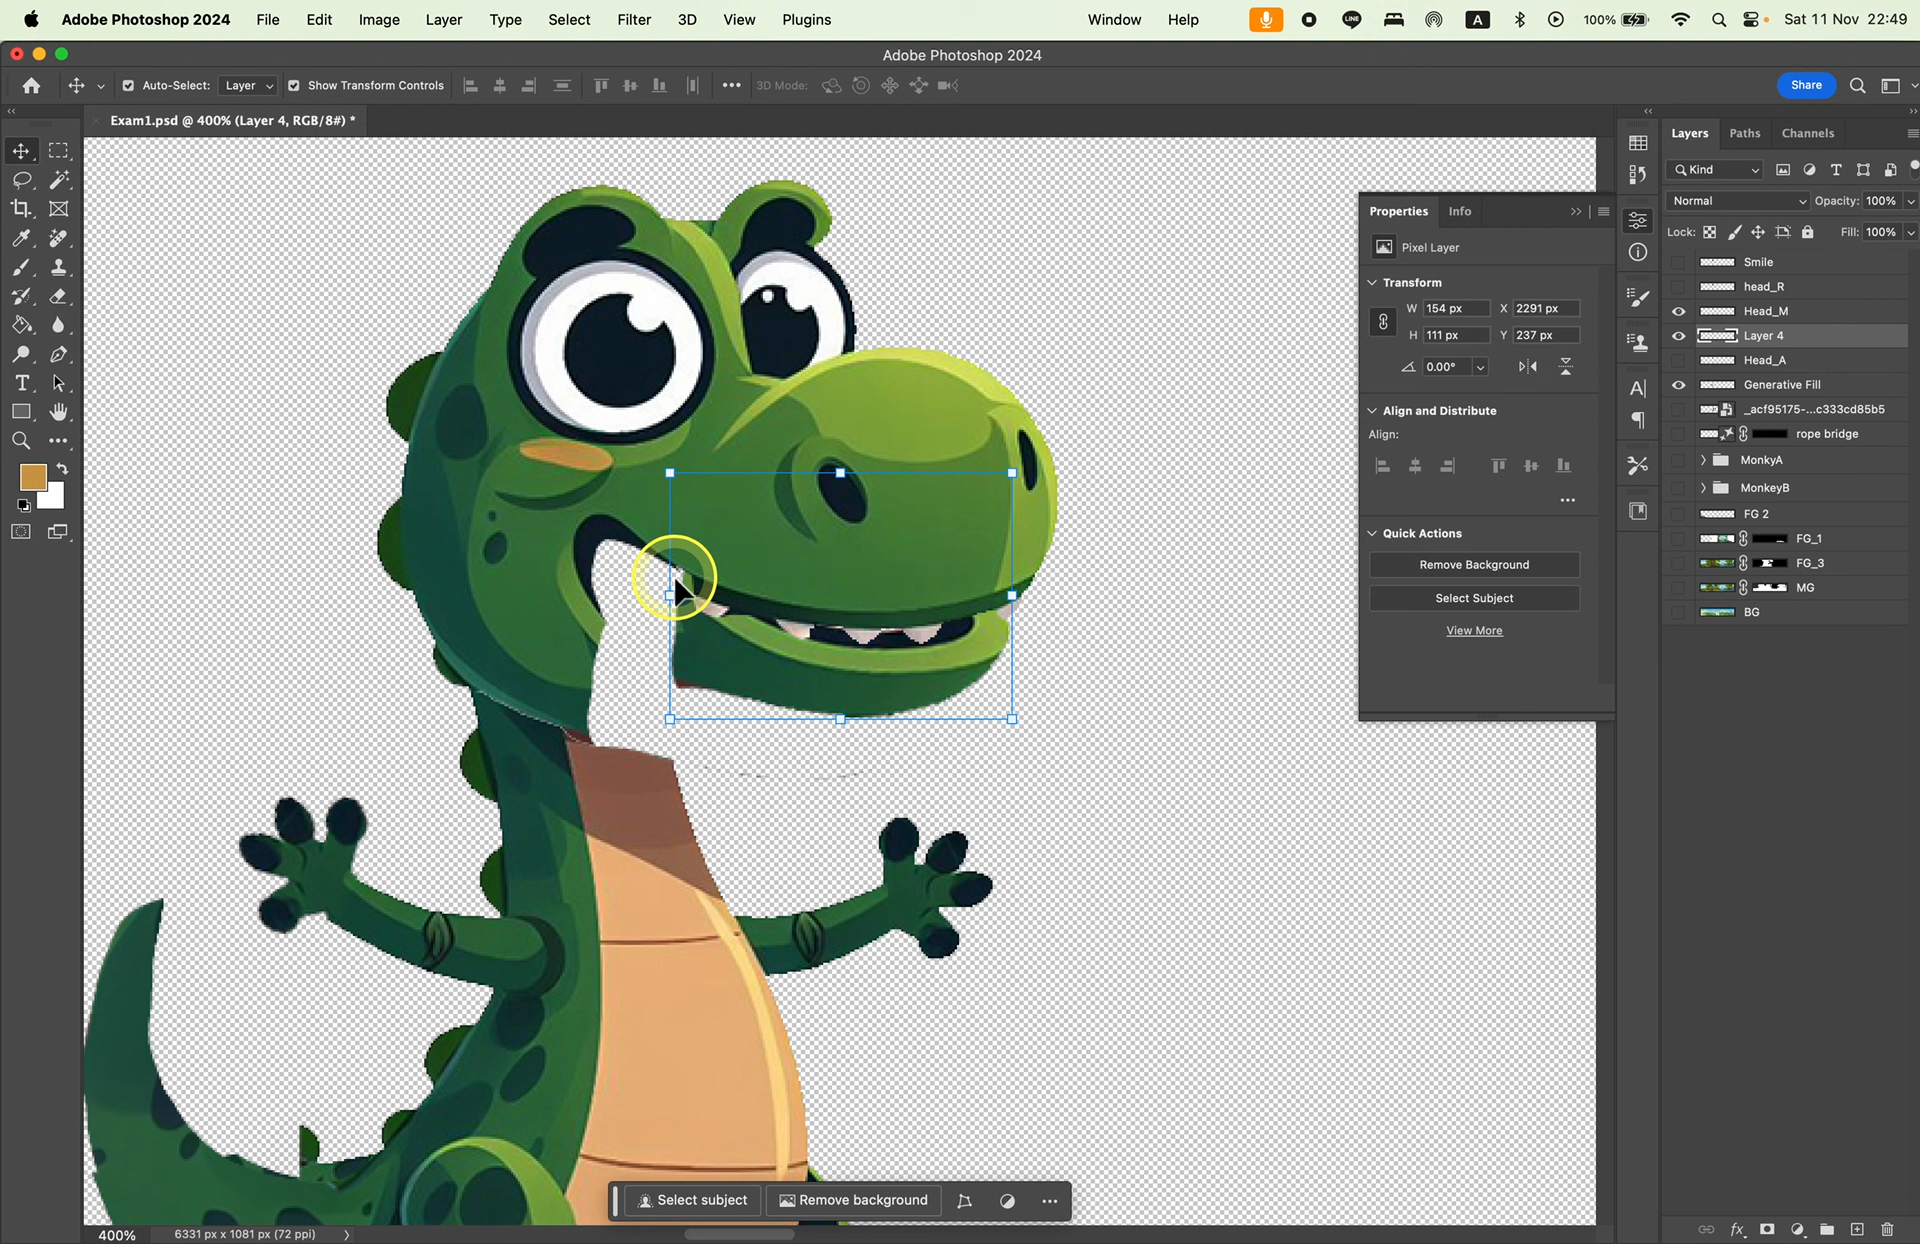 Adobe Photoshop 2024 File Edit Image Layer Type Select Filter 3D View Plugins Window Help LINE A 100% Sat 11 Nov 22:49
Adobe Photoshop 2024
Auto-Select: Layer Show Transform Controls 3D Mode: Share
Exam1.psd @ 400% (Layer 4, RGB/8#) *
Layers Paths Channels
Kind
Normal Opacity: 100%
Lock: Fill: 100%
Smile
head_R
Head_M
Layer 4
Head_A
Generative Fill
_acf95175-...c333cd85b5
rope bridge
MonkyA
MonkeyB
FG 2
FG_1
FG_3
MG
BG
Properties Info
Pixel Layer
Transform
W 154 px X 2291 px
H 111 px Y 237 px
0.00°
Align and Distribute
Align:
Quick Actions
Remove Background
Select Subject
View More
Select subject Remove background
400% 6331 px x 1081 px (72 ppi)